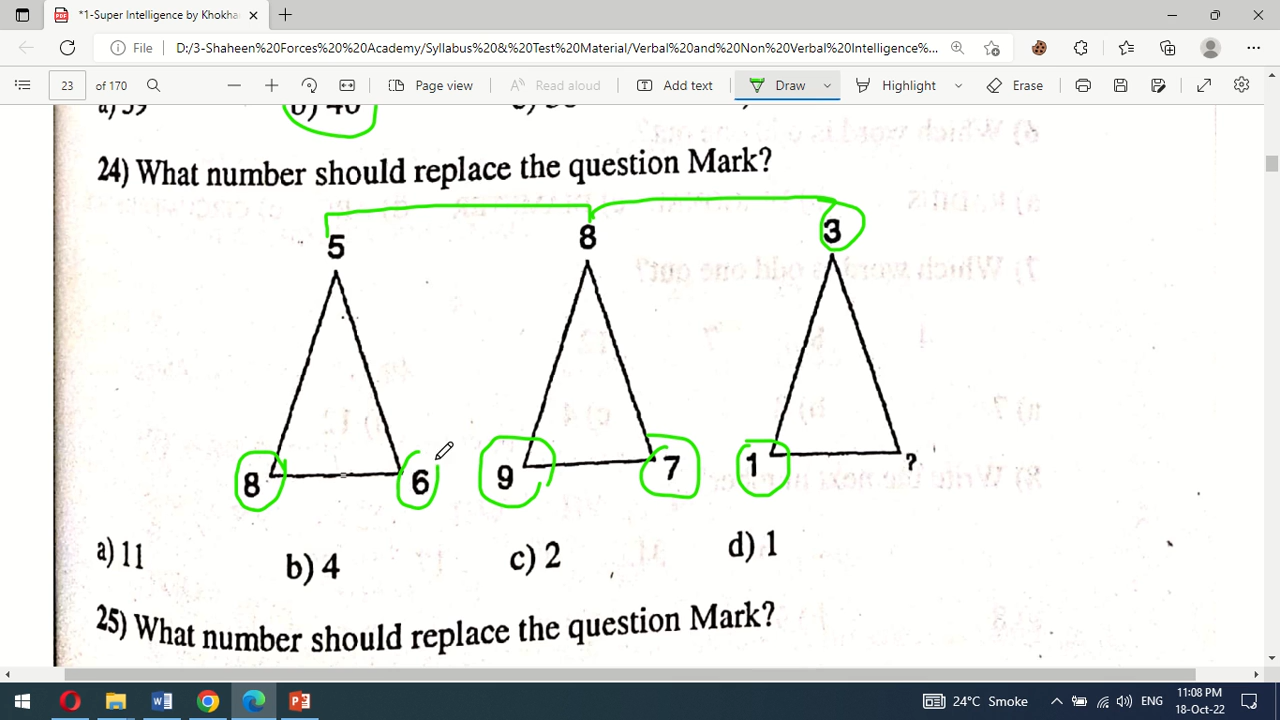 *1-Super Intelligence by Khokha
File
D:/3-Shaheen%20Forces%20%20Academy/Syllabus%20&%20Test%20Material/Verbal%20and%20Non%20Verbal%20Intelligence%...
23 of 170
Page view
Read aloud
Add text
Draw
Highlight
Erase
a) 39 b) 40
24) What number should replace the question Mark?
5 8 3
8 6 9 7 1 ?
a) 11 b) 4 c) 2 d) 1
25) What number should replace the question Mark?
24°C Smoke
ENG
11:08 PM
18-Oct-22